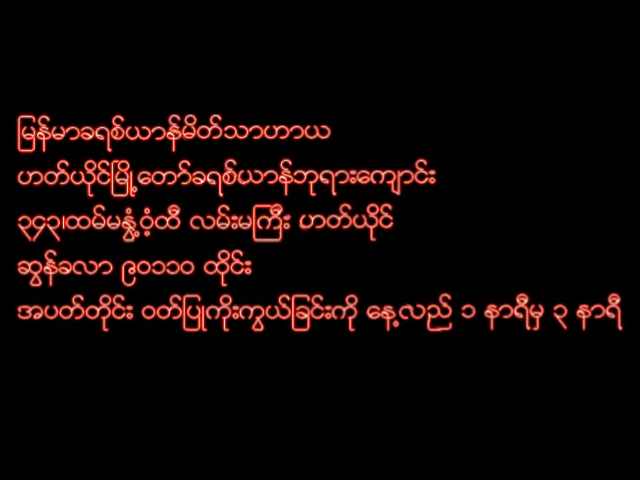 မြန်မာခရစ်ယာန်မိတ်သာဟာယ
ဟတ်ယိုင်မြို့တော်ခရစ်ယာန်ဘုရားကျောင်း
၃၄၃၊ထမ်မနွံ့ဝံ့ထီ လမ်းမကြီး ဟတ်ယိုင်
ဆွန်ခလာ ၉၀၁၁၀ ထိုင်း
အပတ်တိုင်း ဝတ်ပြုကိုးကွယ်ခြင်းကို နေ့လည် ၁ နာရီမှ ၃ နာရီ